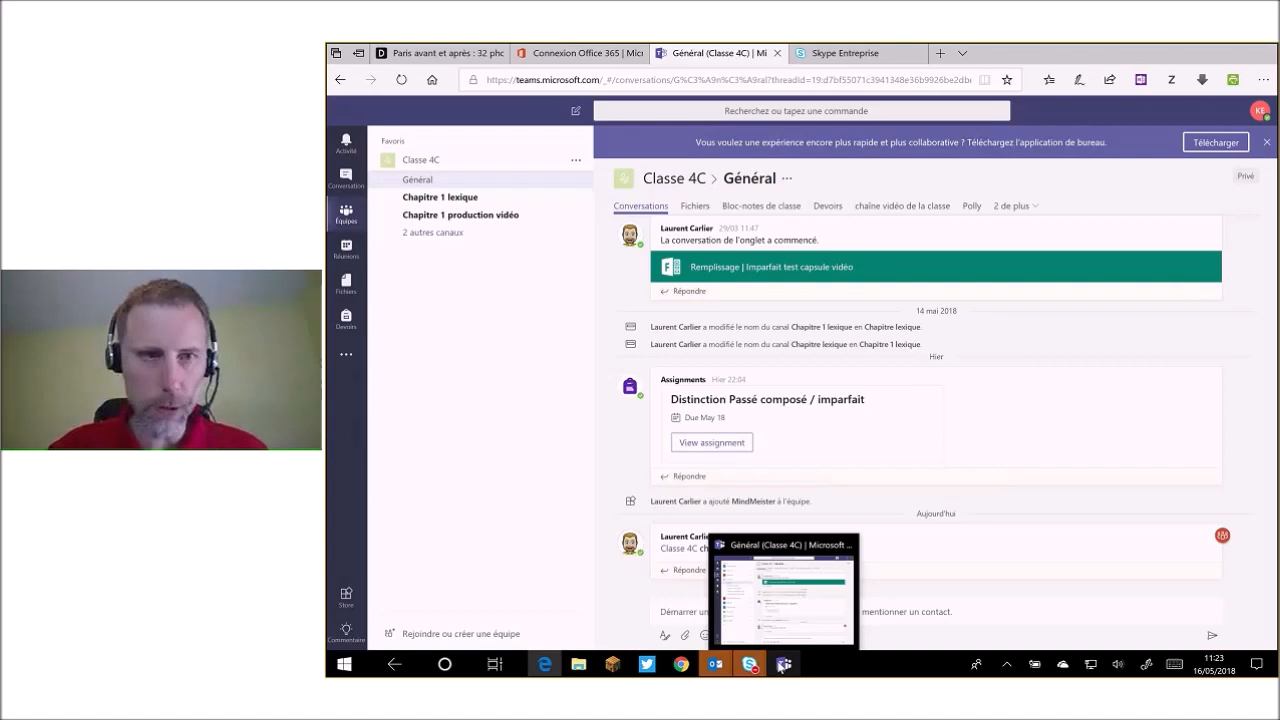 Paris avant et après : 32 phc
Connexion Office 365 | Micr
Général (Classe 4C) | Mi
Skype Entreprise
https://teams.microsoft.com/_#/conversations/G%C3%A9n%C3%A9ral?threadId=19:d7bf55071c3941348e36b9926be2dbr
Recherchez ou tapez une commande
KE
Activité
Conversation
Équipes
Réunions
Fichiers
Devoirs
Store
Commentaire
Favoris
Classe 4C
Général
Chapitre 1 lexique
Chapitre 1 production vidéo
2 autres canaux
Rejoindre ou créer une équipe
Vous voulez une expérience encore plus rapide et plus collaborative ? Téléchargez l'application de bureau.
Télécharger
Classe 4C > Général
Privé
Conversations Fichiers Bloc-notes de classe Devoirs chaîne vidéo de la classe Polly 2 de plus
Laurent Carlier 29/03 11:47
La conversation de l'onglet a commencé.
Remplissage | Imparfait test capsule vidéo
Répondre
14 mai 2018
Laurent Carlier a modifié le nom du canal Chapitre 1 lexique en Chapitre lexique.
Laurent Carlier a modifié le nom du canal Chapitre lexique en Chapitre 1 lexique.
Hier
Assignments Hier 22:04
Distinction Passé composé / imparfait
Due May 18
View assignment
Répondre
Laurent Carlier a ajouté MindMeister à l'équipe.
Aujourd'hui
Laurent Carlie
Classe 4C ch
Répondre
Général (Classe 4C) | Microsoft ...
Démarrer un
mentionner un contact.
11:23
16/05/2018